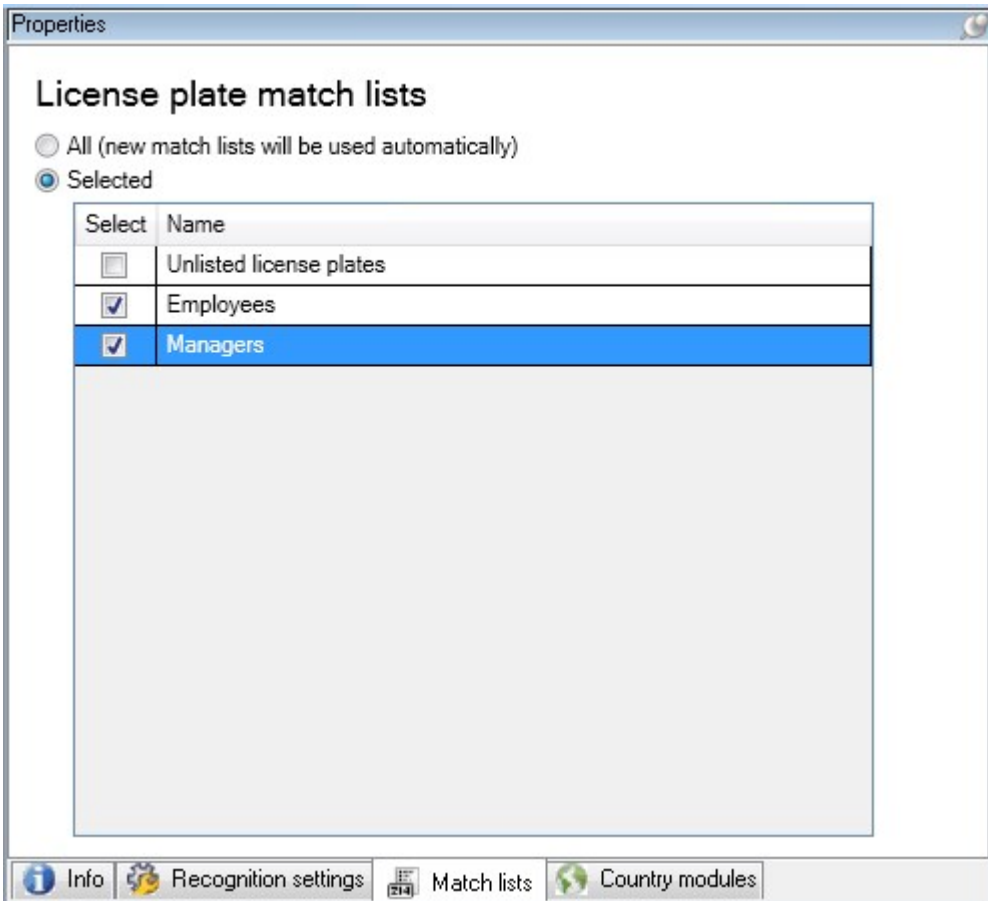 Properties
License plate match lists
All (new match lists will be used automatically)
Selected
Select Name
Unlisted license plates
Employees
Managers
Info Recognition settings Match lists Country modules